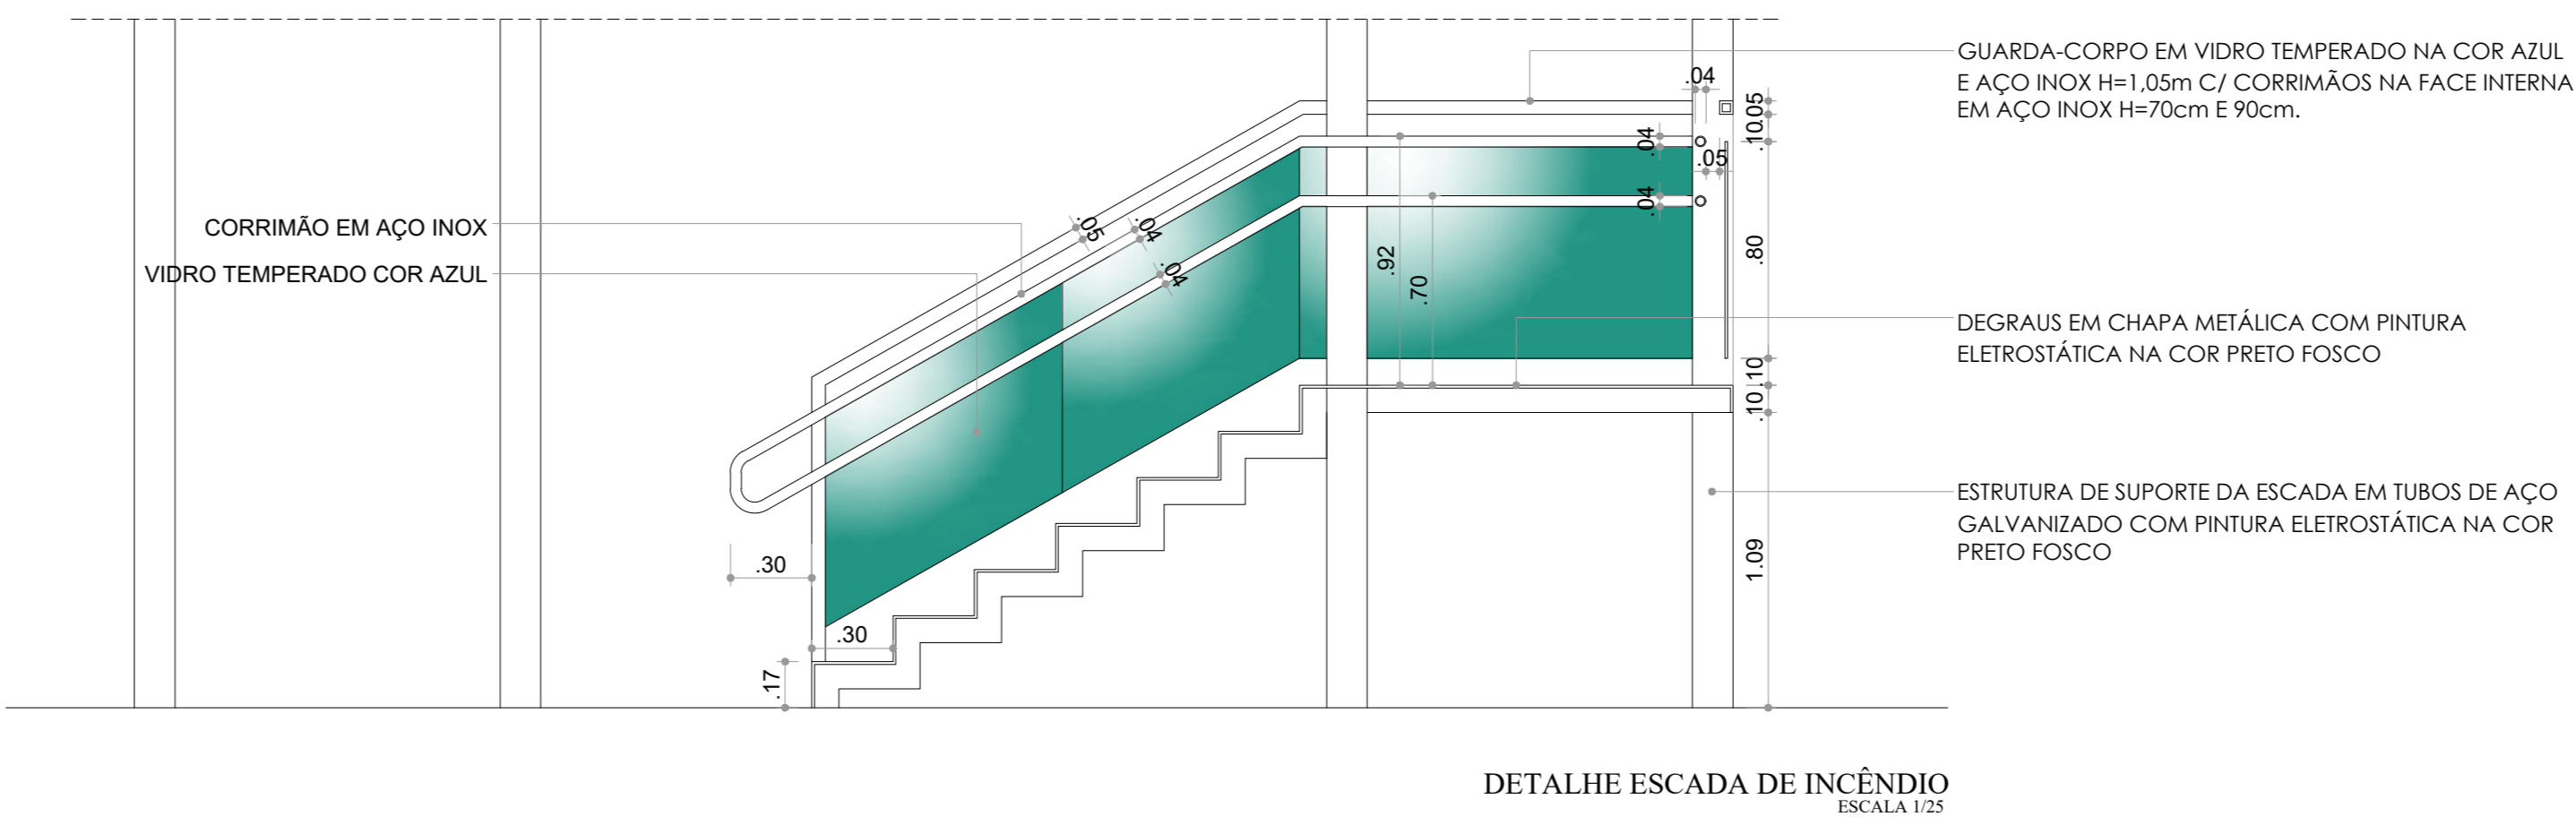 GUARDA-CORPO EM VIDRO TEMPERADO NA COR AZUL
E AÇO INOX H=1,05m C/ CORRIMÃOS NA FACE INTERNA
EM AÇO INOX H=70cm E 90cm.
.04
.05
.10
.04
.05
.04
CORRIMÃO EM AÇO INOX
.05
.04
.04
VIDRO TEMPERADO COR AZUL
.92
.70
.80
DEGRAUS EM CHAPA METÁLICA COM PINTURA
ELETROSTÁTICA NA COR PRETO FOSCO
.10
.10
ESTRUTURA DE SUPORTE DA ESCADA EM TUBOS DE AÇO
GALVANIZADO COM PINTURA ELETROSTÁTICA NA COR
PRETO FOSCO
.30
1.09
.30
.17
DETALHE ESCADA DE INCÊNDIO
ESCALA 1/25